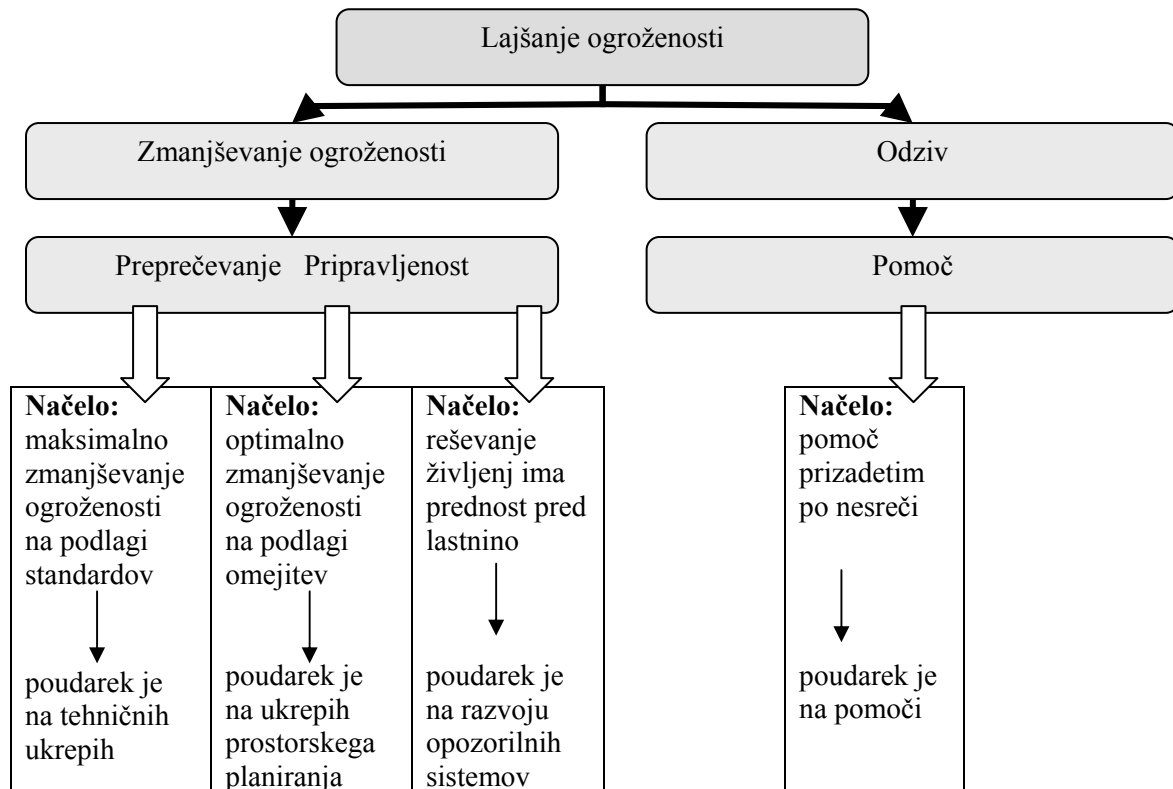 Lajšanje ogroženosti
Zmanjševanje ogroženosti
Odziv
Preprečevanje Pripravljenost
Pomoč
Načelo:
maksimalno
zmanjševanje
ogroženosti
na podlagi
standardov
poudarek je
na tehničnih
ukrepih
Načelo:
optimalno
zmanjševanje
ogroženosti
na podlagi
omejitev
poudarek je
na ukrepih
prostorskega
planiranja
Načelo:
reševanje
življenj ima
prednost pred
lastnino
poudarek je
na razvoju
opozorilnih
sistemov
Načelo:
pomoč
prizadetim
po nesreči
poudarek je
na pomoči